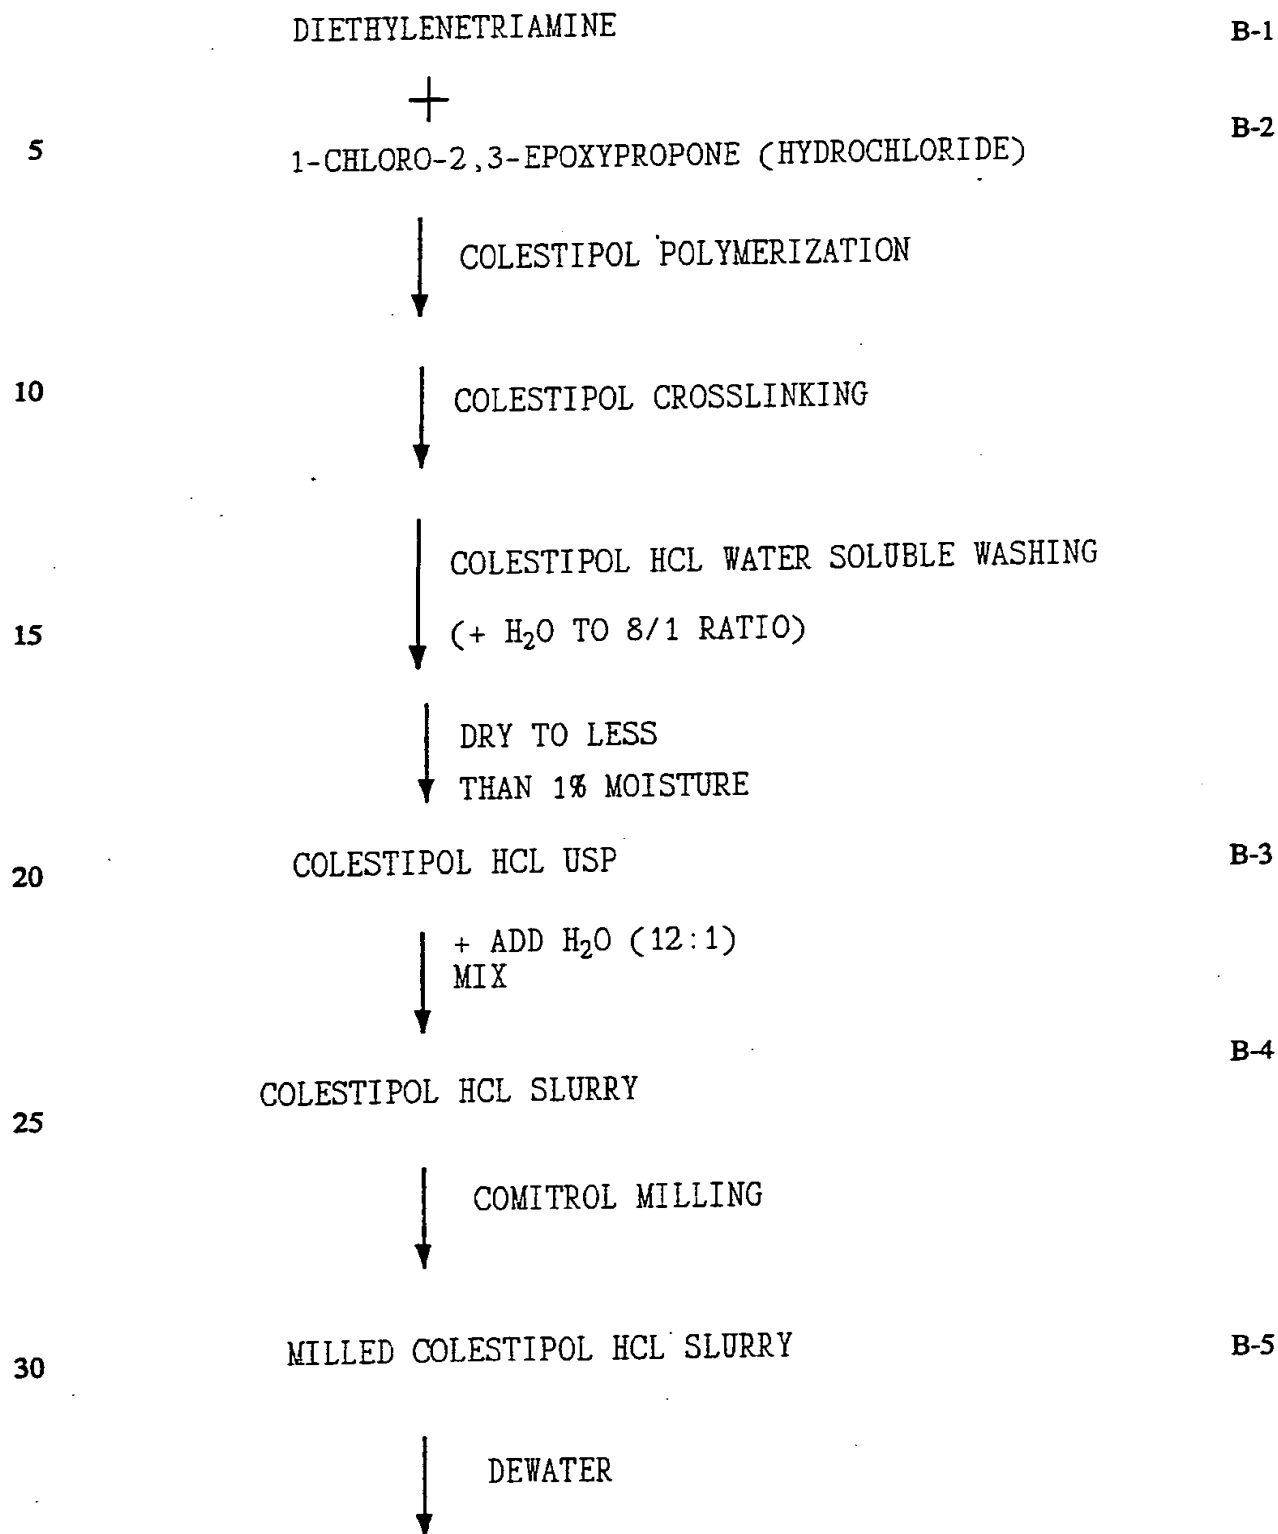 DIETHYLENETRIAMINE B-1
+ B-2
5 1-CHLORO-2,3-EPOXYPROPONE (HYDROCHLORIDE)
COLESTIPOL POLYMERIZATION
10 COLESTIPOL CROSSLINKING
COLESTIPOL HCL WATER SOLUBLE WASHING
15 (+ H₂O TO 8/1 RATIO)
DRY TO LESS
THAN 1% MOISTURE
20 COLESTIPOL HCL USP B-3
+ ADD H₂O (12:1)
MIX
B-4
COLESTIPOL HCL SLURRY
25
COMITROL MILLING
30 MILLED COLESTIPOL HCL SLURRY B-5
DEWATER